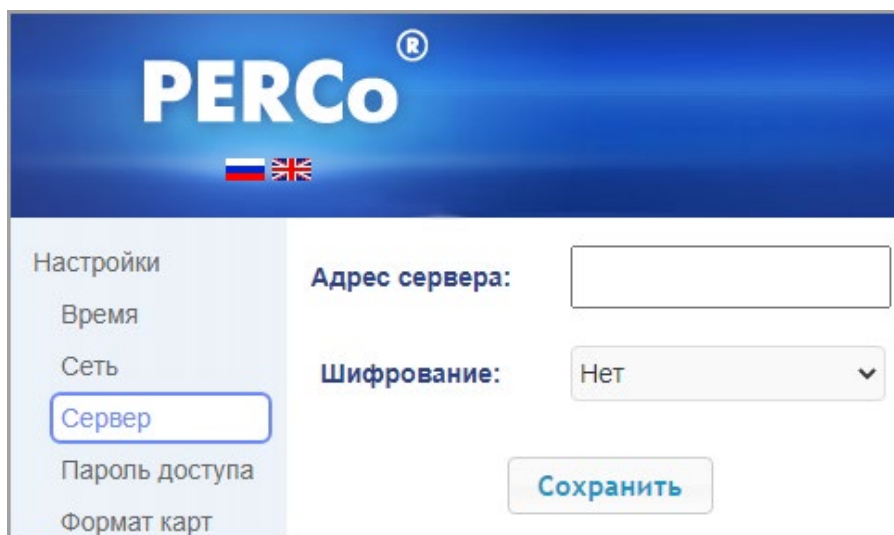 PERCo®
Настройки
Время
Сеть
Сервер
Пароль доступа
Формат карт
Адрес сервера:
Шифрование: Нет
Сохранить